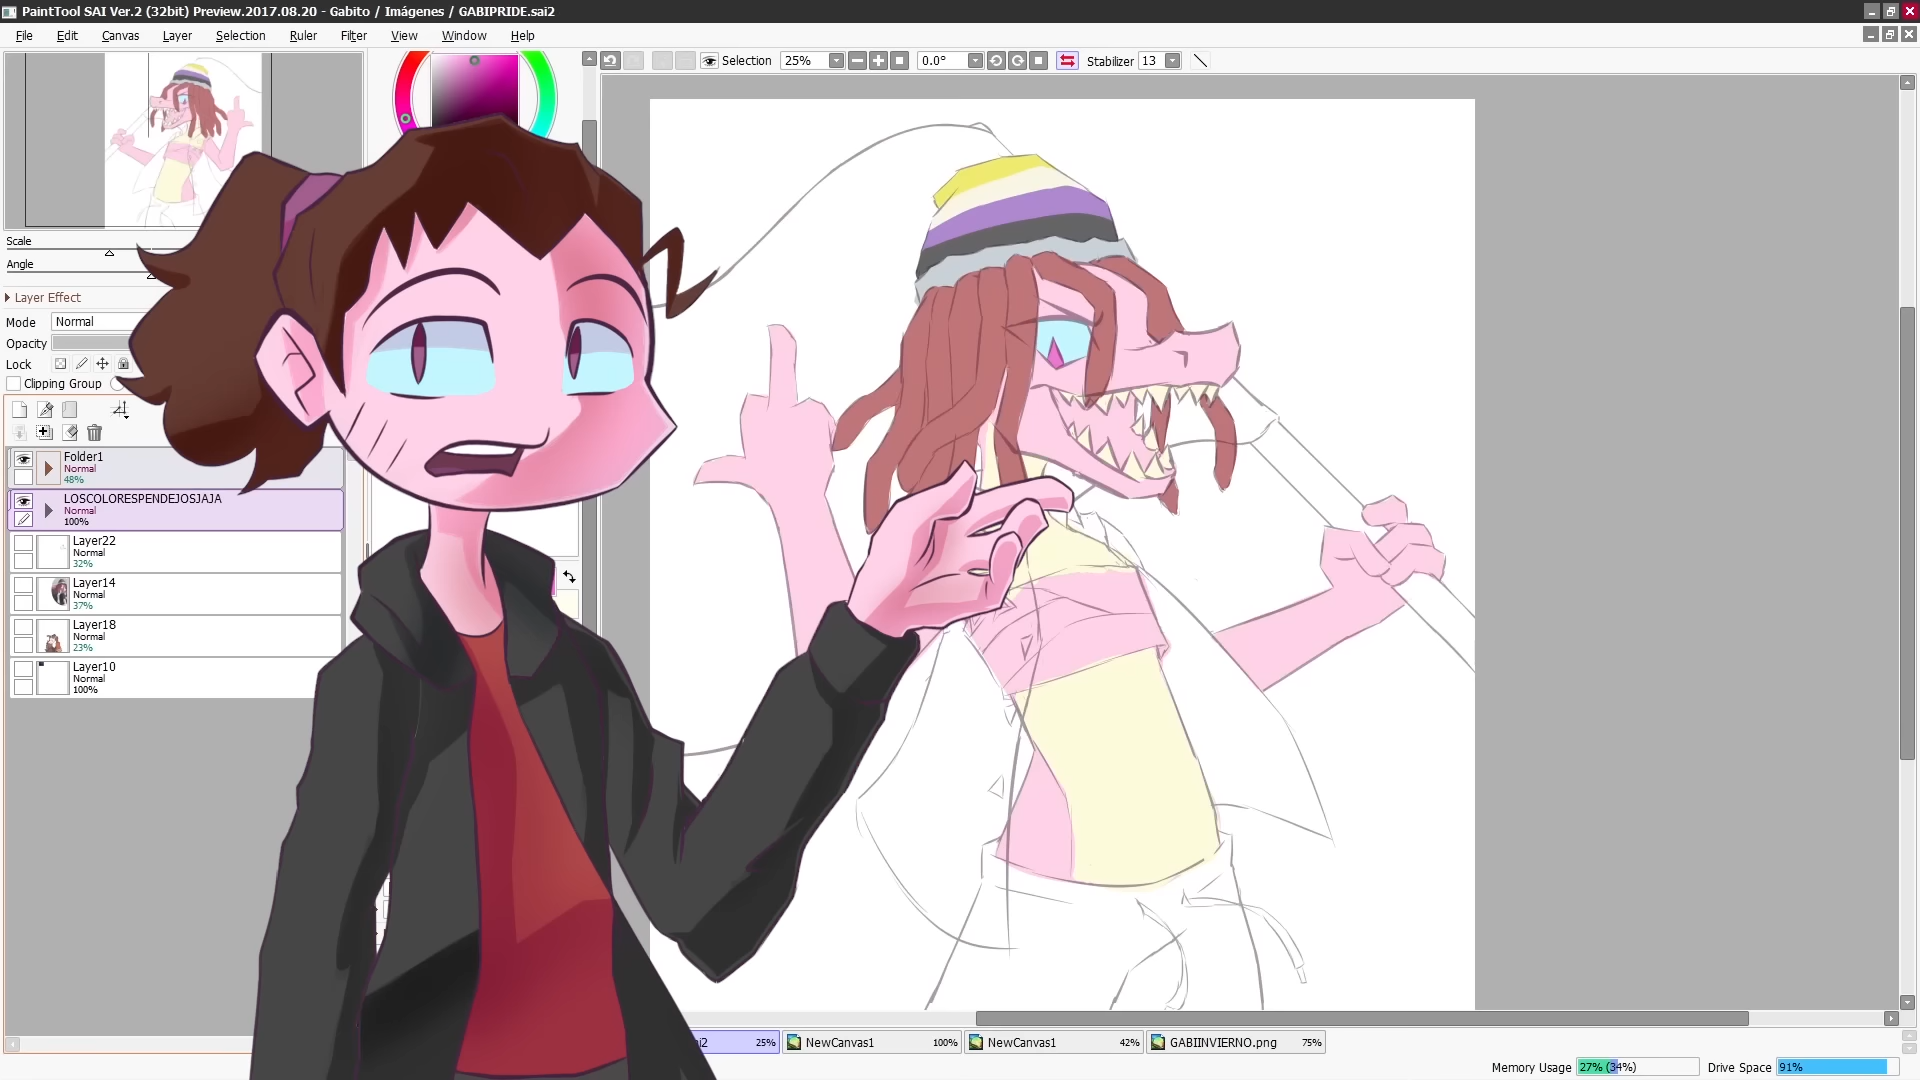 PaintTool SAI Ver.2 (32bit) Preview.2017.08.20 - Gabito / Imágenes / GABIPRIDE.sai2
File Edit Canvas Layer Selection Ruler Filter View Window Help
Selection 25% 0.0° Stabilizer 13
Scale
Angle
Layer Effect
Mode Normal
Opacity
Lock
Clipping Group
Folder1
Normal
48%
LOSCOLORESPENDEJOSJAJA
Normal
100%
Layer22
Normal
32%
Layer14
Normal
37%
Layer18
Normal
23%
Layer10
Normal
100%
25% NewCanvas1 100% NewCanvas1 42% GABIINVIERNO.png 75%
Memory Usage 27% (34%) Drive Space 91%